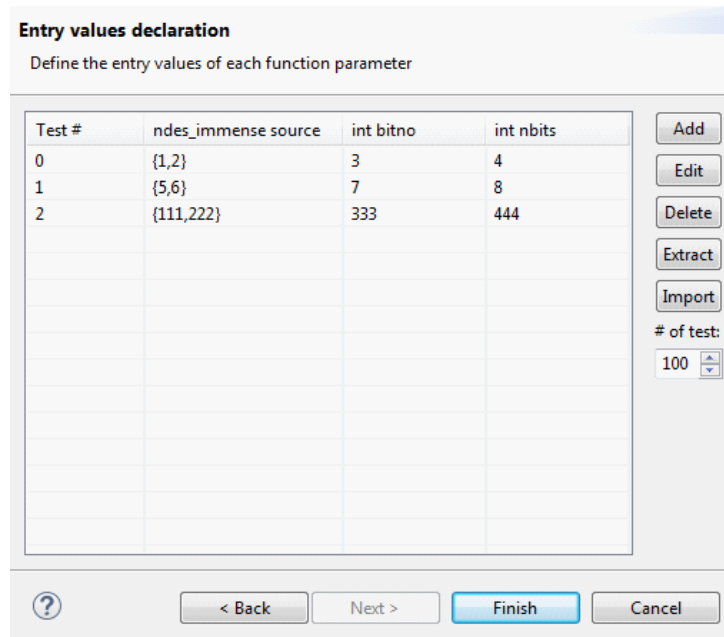 Entry values declaration
Define the entry values of each function parameter
Test # ndes_immense source int bitno int nbits
0 {1,2} 3 4
1 {5,6} 7 8
2 {111,222} 333 444
Add
Edit
Delete
Extract
Import
# of test:
100
? < Back Next > Finish Cancel